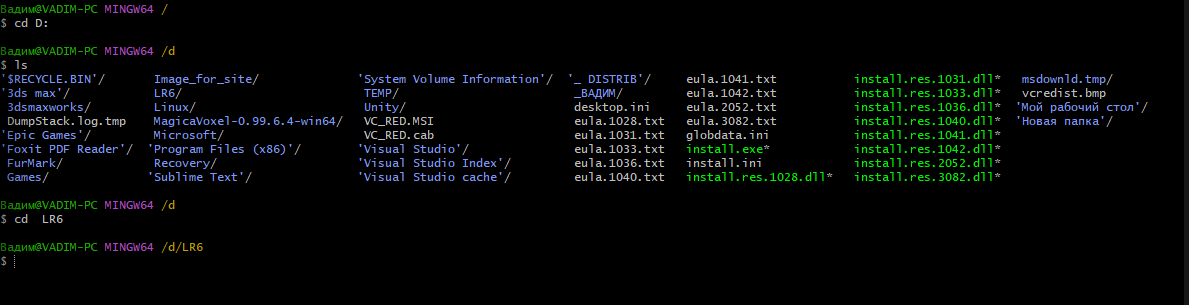 Вадим@VADIM-PC MINGW64 /
$ cd D:
Вадим@VADIM-PC MINGW64 /d
$ ls
'$RECYCLE.BIN'/ Image_for_site/ 'System Volume Information'/ '_ DISTRIB'/ eula.1041.txt install.res.1031.dll* msdownld.tmp/
'3ds max'/ LR6/ TEMP/ _ВАДИМ/ eula.1042.txt install.res.1033.dll* vcredist.bmp
3dsmaxworks/ Linux/ Unity/ desktop.ini eula.2052.txt install.res.1036.dll* 'Мой рабочий стол'/
DumpStack.log.tmp MagicaVoxel-0.99.6.4-win64/ VC_RED.MSI eula.1028.txt eula.3082.txt install.res.1040.dll* 'Новая папка'/
'Epic Games'/ Microsoft/ VC_RED.cab eula.1031.txt globdata.ini install.res.1041.dll*
'Foxit PDF Reader'/ 'Program Files (x86)'/ 'Visual Studio'/ eula.1033.txt install.exe* install.res.1042.dll*
FurMark/ Recovery/ 'Visual Studio Index'/ eula.1036.txt install.ini install.res.2052.dll*
Games/ 'Sublime Text'/ 'Visual Studio cache'/ eula.1040.txt install.res.1028.dll* install.res.3082.dll*
Вадим@VADIM-PC MINGW64 /d
$ cd  LR6
Вадим@VADIM-PC MINGW64 /d/LR6
$